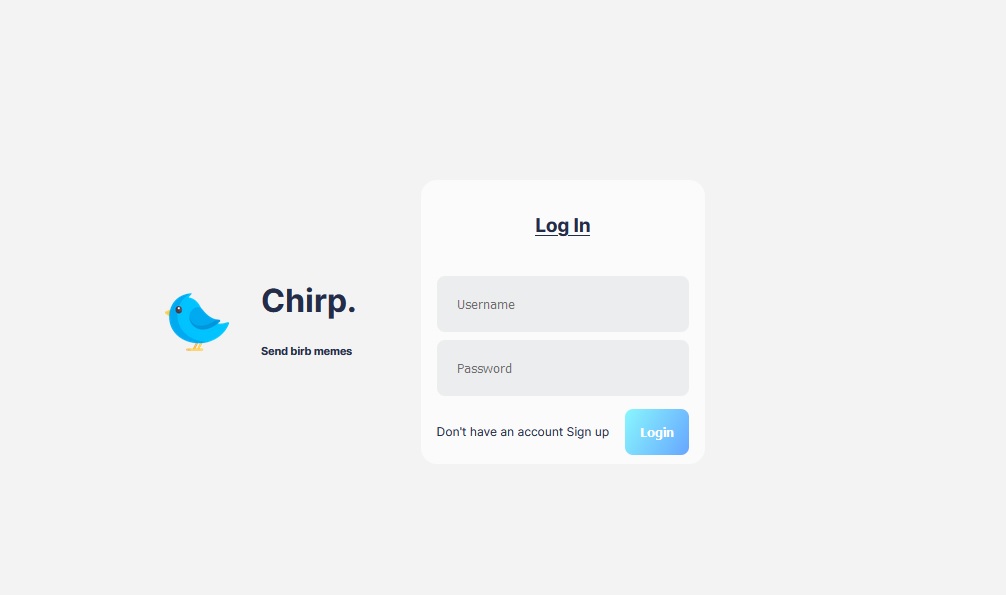 Log In
Chirp.
Send birb memes
Username
Password
Don't have an account Sign up
Login